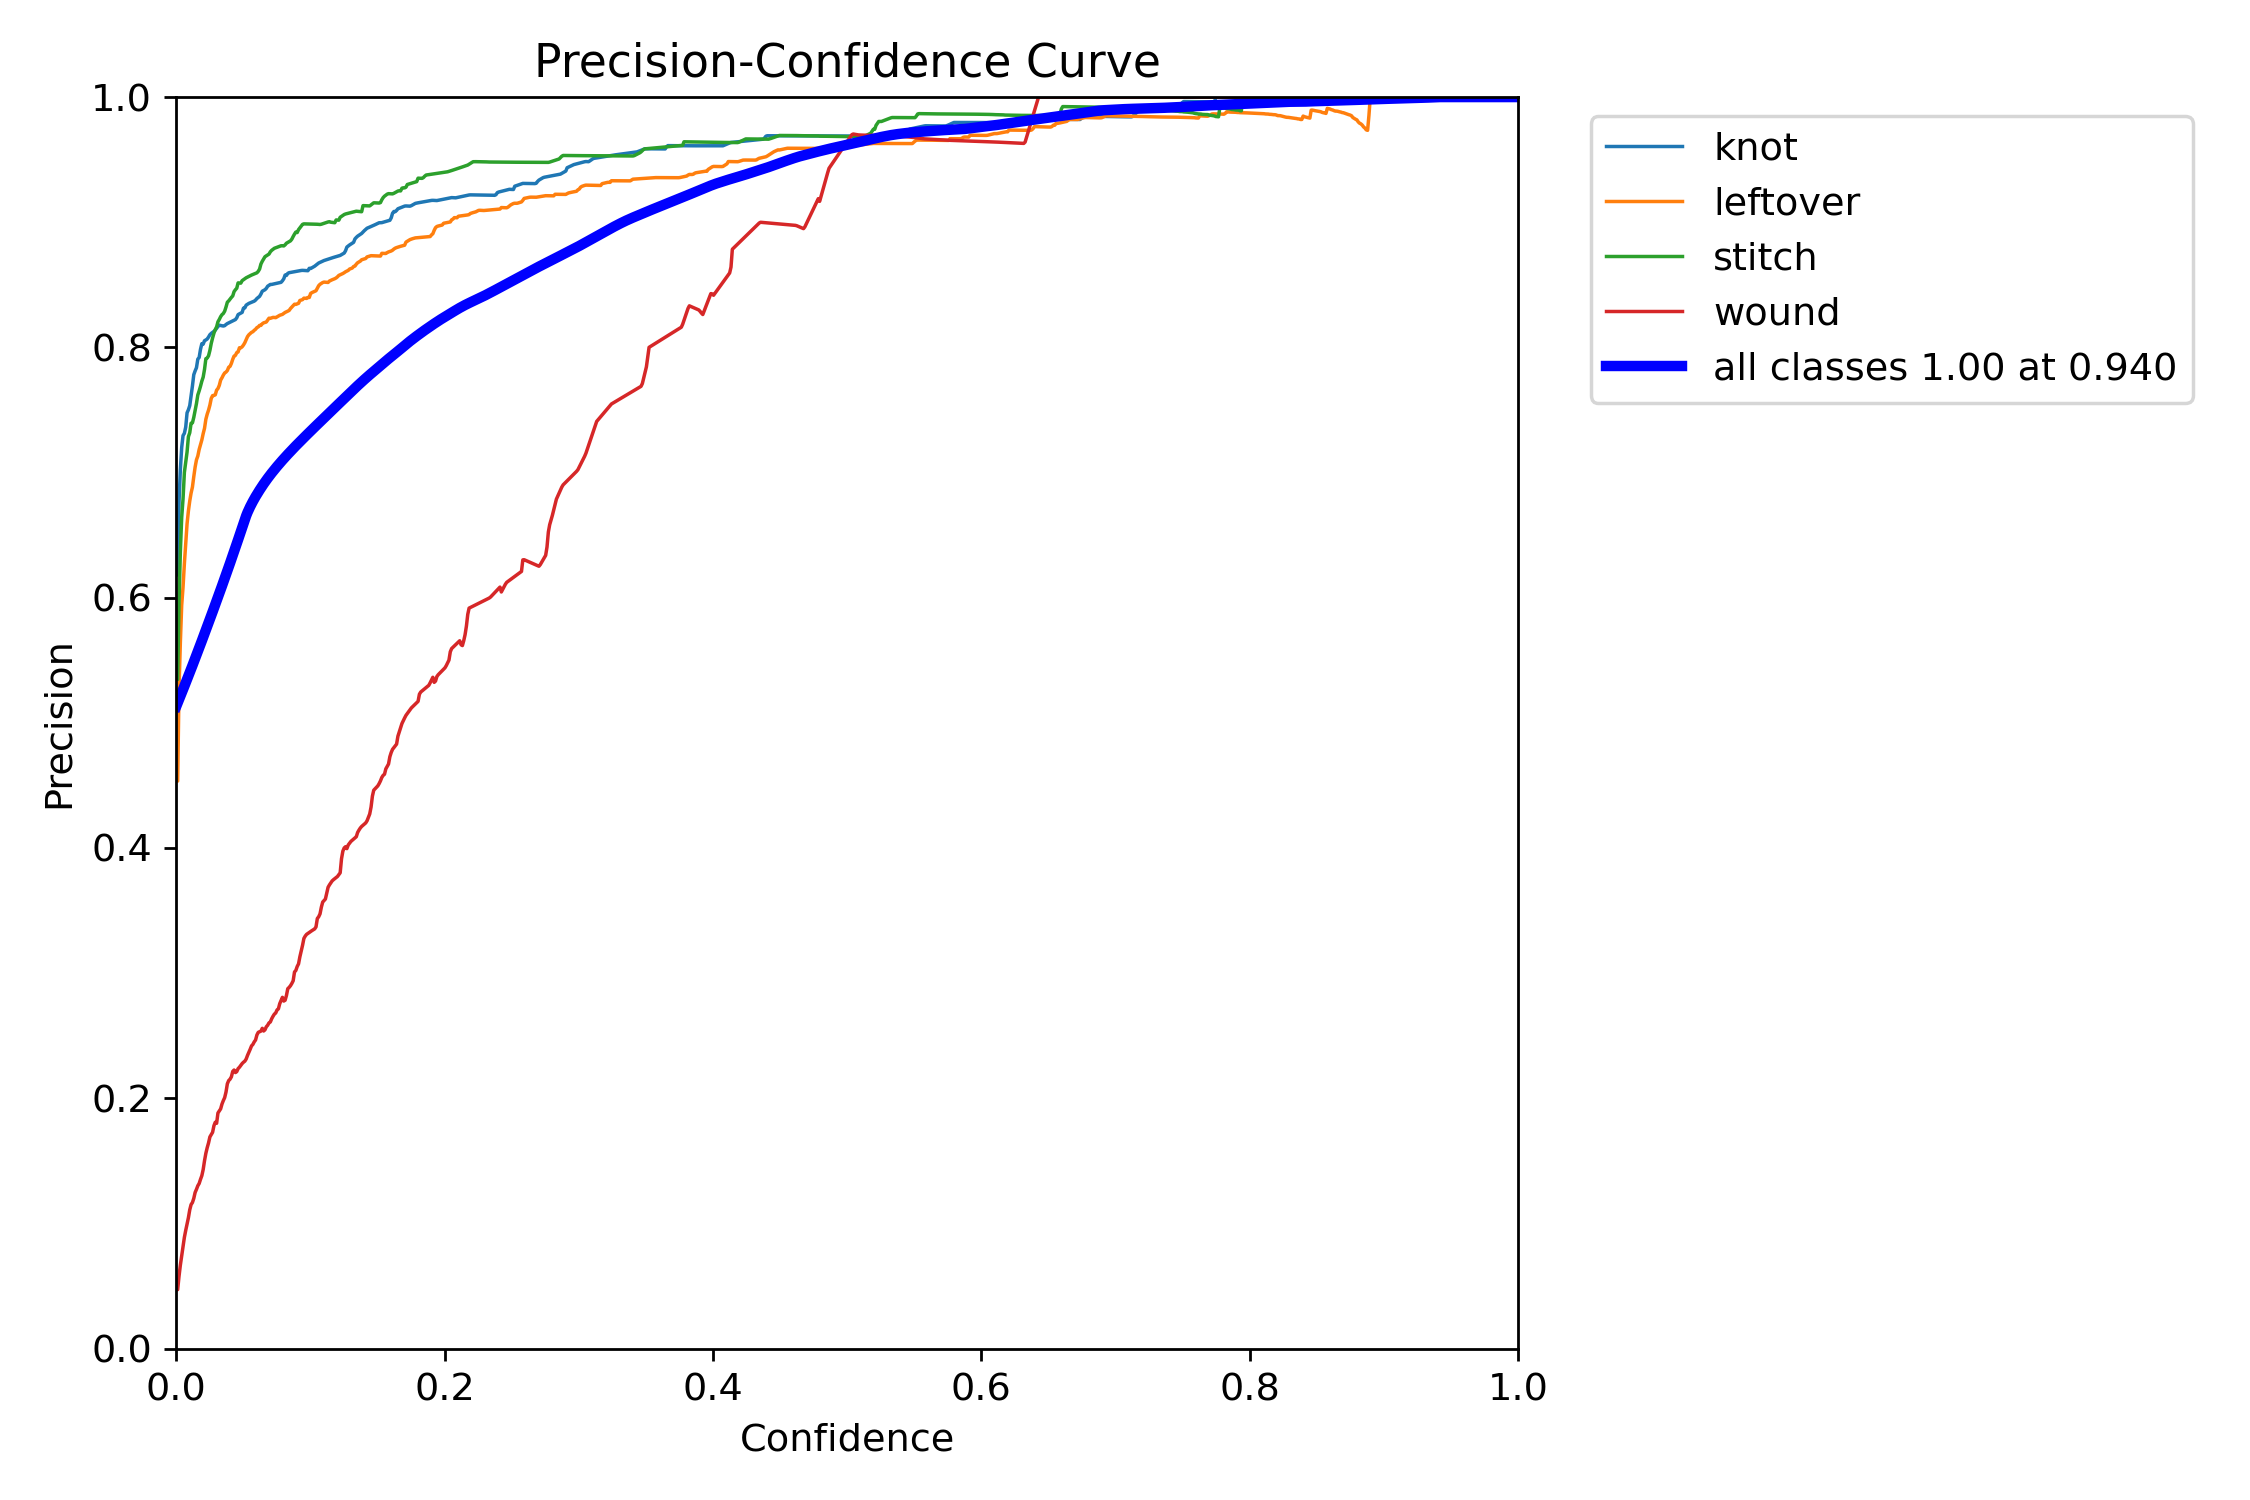 Precision-Confidence Curve
1.0
0.8
0.6
0.4
0.2
0.0
Precision
0.0 0.2 0.4 0.6 0.8 1.0
Confidence
knot
leftover
stitch
wound
all classes 1.00 at 0.940